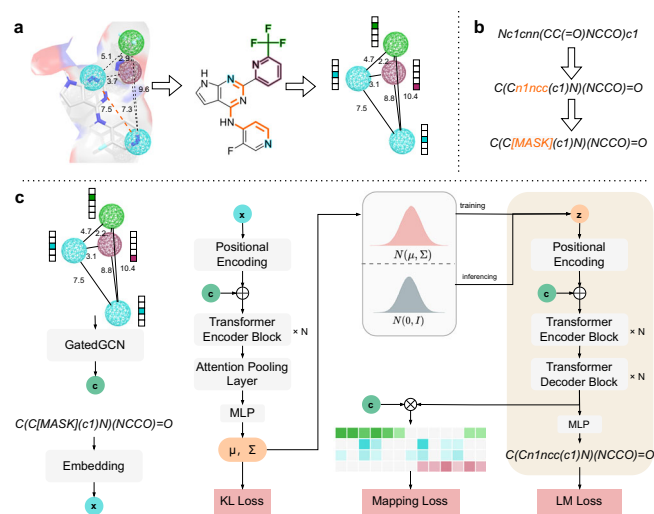 a
5.1
2.9
3.7
9.6
7.5
7.3
F
F
F
N
H
N
N
N
HN
F
N
4.7
2.2
3.1
10.4
8.8
7.5
b
Nc1cnn(CC(=O)NCCO)c1
C(Cn1ncc(c1)N)(NCCO)=O
C(C[MASK](c1)N)(NCCO)=O
c
4.7
2.2
3.1
10.4
8.8
7.5
GatedGCN
c
C(C[MASK](c1)N)(NCCO)=O
Embedding
x
x
Positional
Encoding
c
Transformer
Encoder Block
× N
Attention Pooling
Layer
MLP
μ, Σ
KL Loss
N(μ, Σ)
N(0, I)
training
inferencing
c
Mapping Loss
z
Positional
Encoding
c
Transformer
Encoder Block
× N
Transformer
Decoder Block
× N
MLP
C(Cn1ncc(c1)N)(NCCO)=O
LM Loss